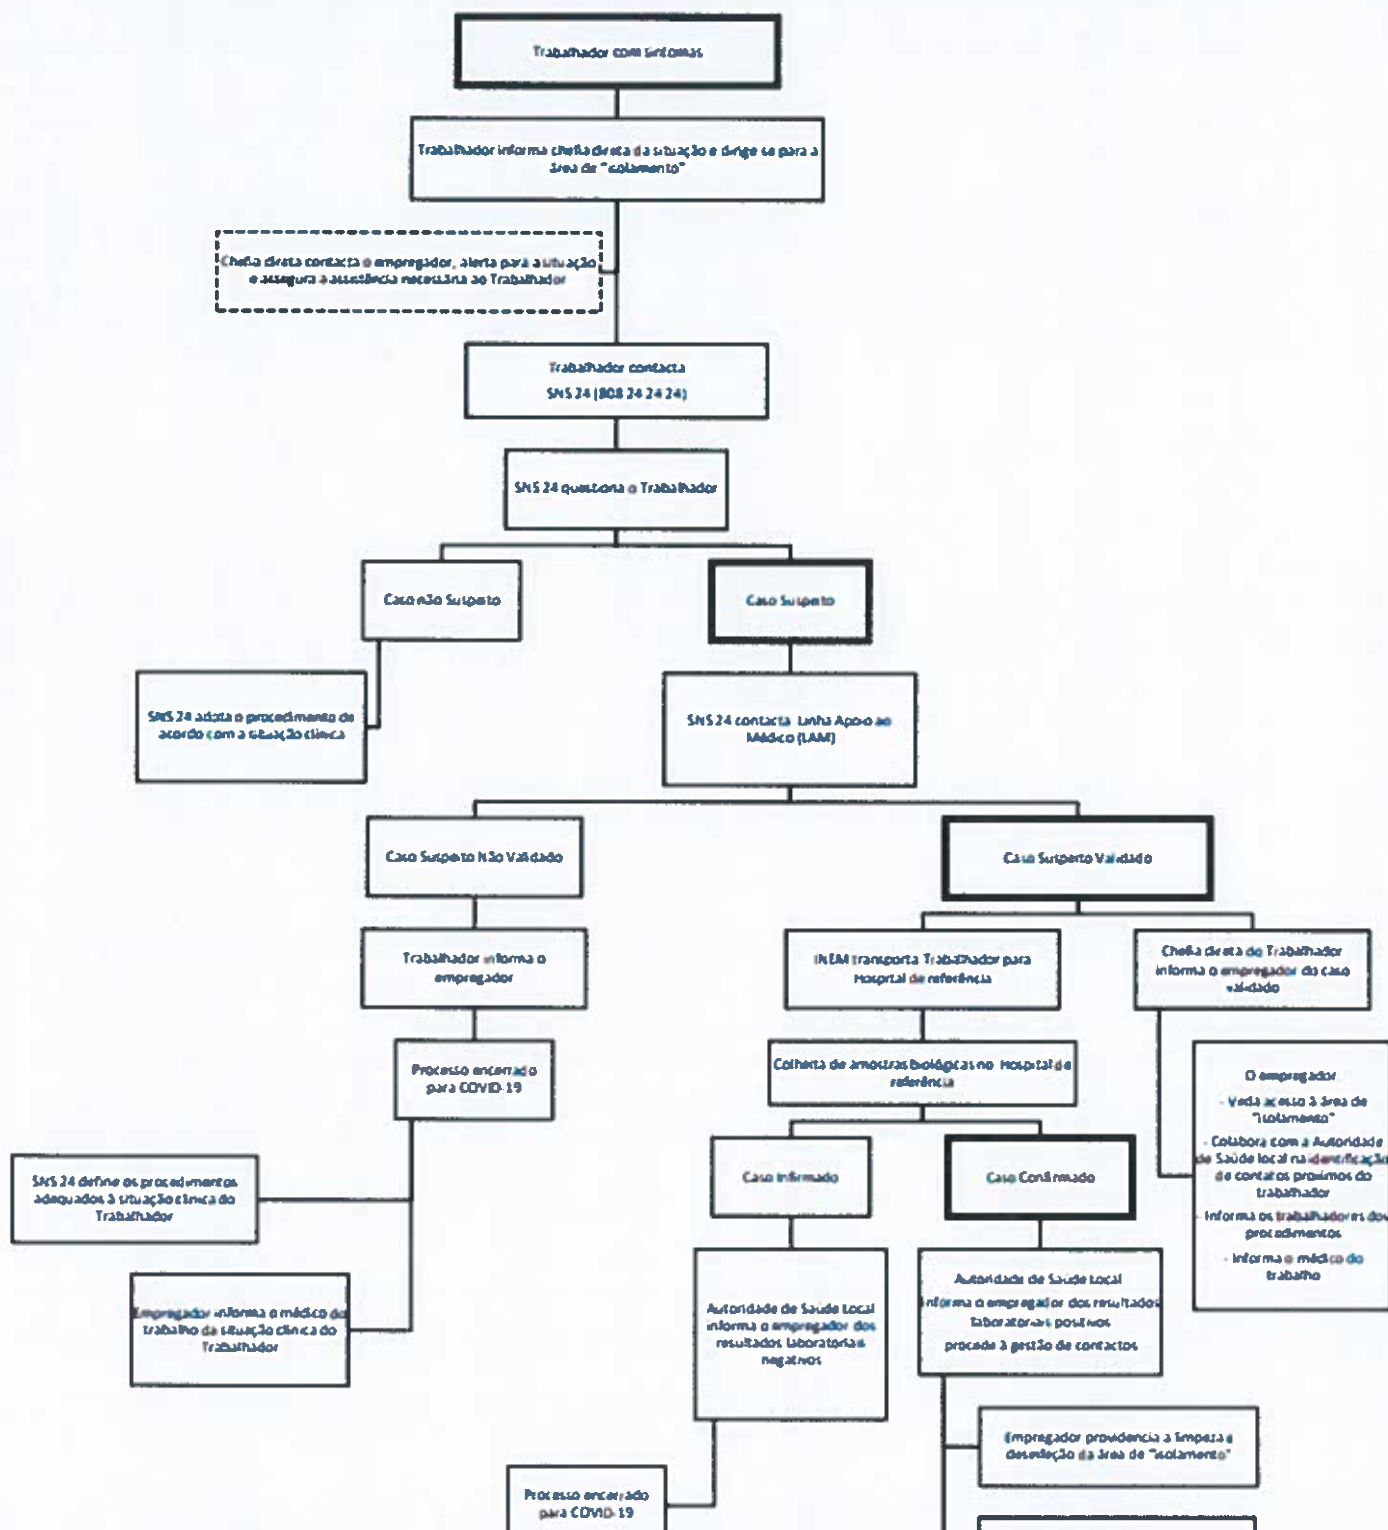 Trabalhador com sintomas
Trabalhador informa chefia direta da situação e dirige se para a
área de "isolamento"
Chefia direta contacta o empregador, alerta para a situação
e assegura a assistência necessária ao Trabalhador
Trabalhador contacta
SNS 24 (808 24 24 24)
SNS 24 questiona o Trabalhador
Caso não Suspeito
Caso Suspeito
SNS 24 adota o procedimento de
acordo com a situação clínica
SNS 24 contacta Linha Apoio ao
Médico (LAM)
Caso Suspeito Não Validado
Caso Suspeito Validado
Trabalhador informa o
empregador
INEM transporta Trabalhador para
Hospital de referência
Chefia direta do Trabalhador
informa o empregador do caso
validado
Processo encerrado
para COVID-19
Colheita de amostras biológicas no Hospital de
referência
O empregador
- Veda acesso à área de
"isolamento"
- Colabora com a Autoridade
de Saúde local na identificação
de contatos proximos do
trabalhador
- Informa os trabalhadores dos
procedimentos
- Informa o médico do
trabalho
SNS 24 define os procedimentos
adequados à situação clínica do
Trabalhador
Caso Infirmado
Caso Confirmado
Empregador informa o médico do
trabalho da situação clínica do
Trabalhador
Autoridade de Saúde Local
informa o empregador dos
resultados laboratoriais
negativos
Autoridade de Saúde Local
informa o empregador dos resultados
laboratoriais positivos
procede à gestão de contactos
Empregador providencia a limpeza e
desinfeção da área de "isolamento"
Processo encerrado
para COVID-19